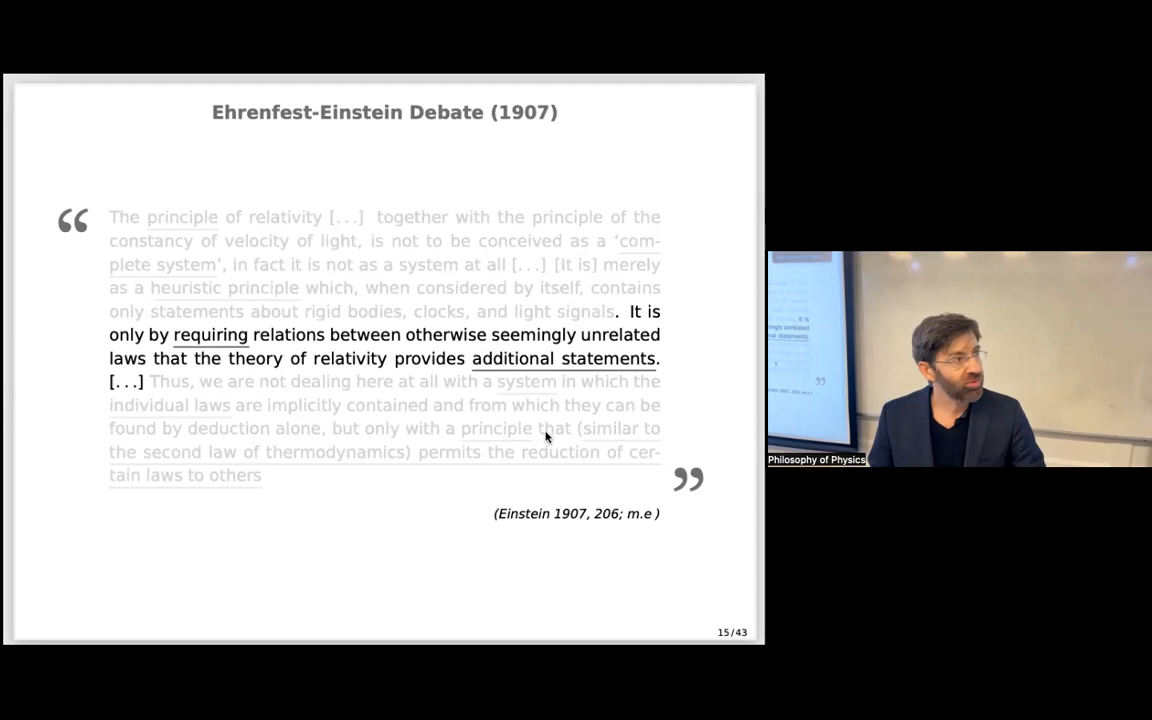 Ehrenfest-Einstein Debate (1907)
“
The principle of relativity [...] together with the principle of the
constancy of velocity of light, is not to be conceived as a ‘com-
plete system’, in fact it is not as a system at all [...] [It is] merely
as a heuristic principle which, when considered by itself, contains
only statements about rigid bodies, clocks, and light signals. It is
only by requiring relations between otherwise seemingly unrelated
laws that the theory of relativity provides additional statements.
[...] Thus, we are not dealing here at all with a system in which the
individual laws are implicitly contained and from which they can be
found by deduction alone, but only with a principle that (similar to
the second law of thermodynamics) permits the reduction of cer-
tain laws to others
”
(Einstein 1907, 206; m.e )
15/43
Philosophy of Physics